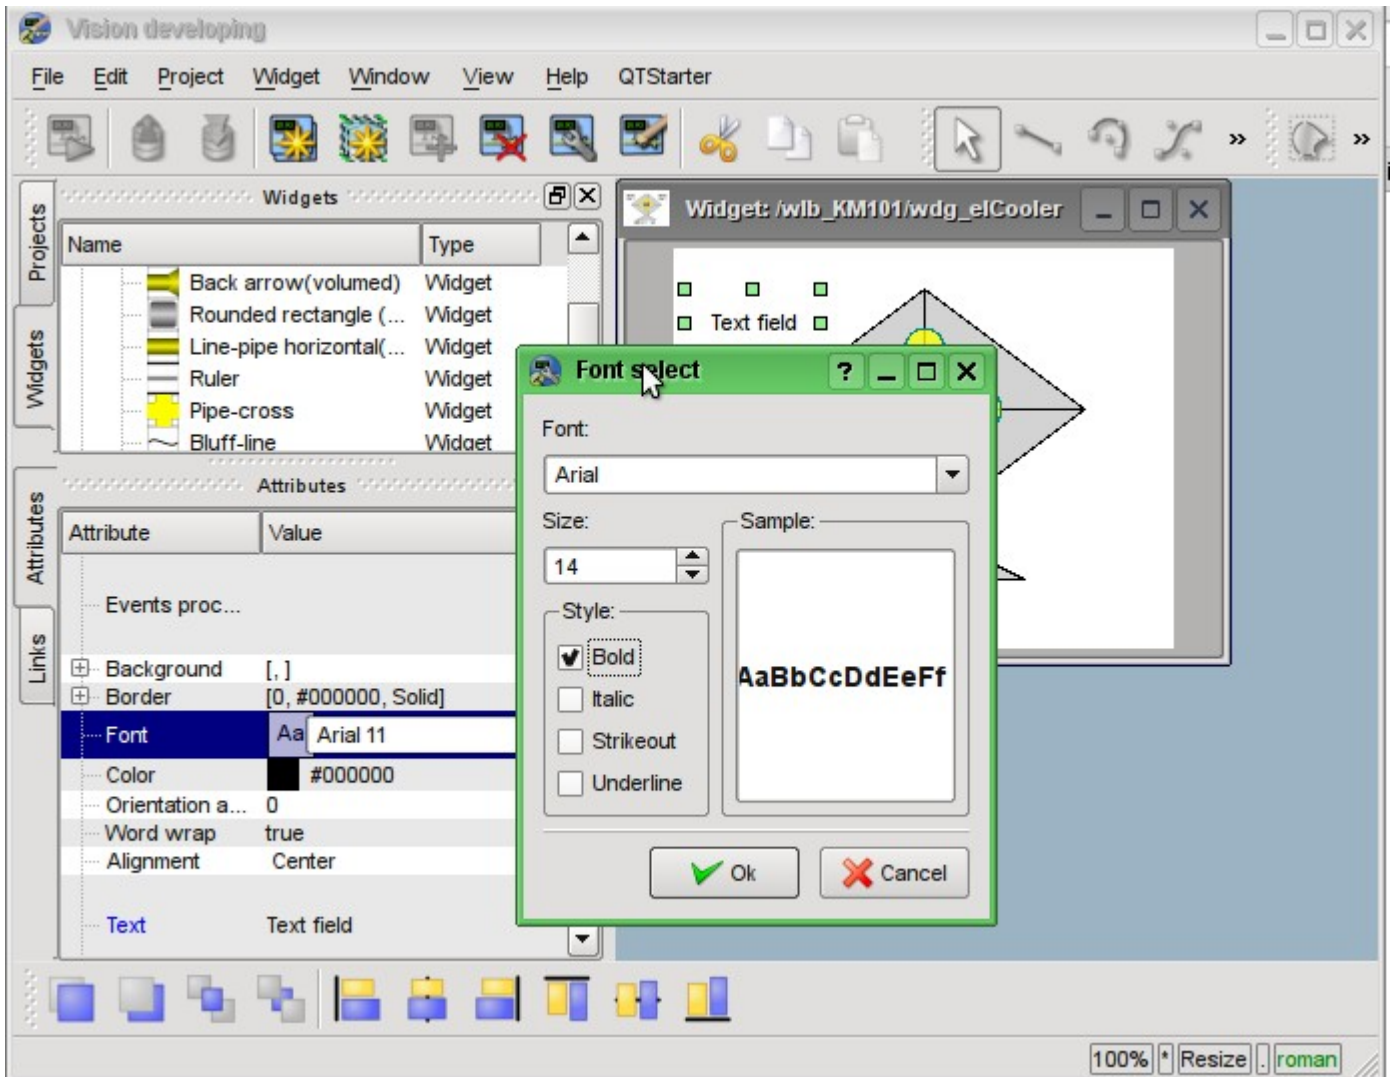 Vision developing
File Edit Project Widget Window View Help QTStarter
» »
Projects
Widgets
Widgets
Name Type
Back arrow(volumed) Widget
Rounded rectangle (... Widget
Line-pipe horizontal(... Widget
Ruler Widget
Pipe-cross Widget
Bluff-line Widget
Attributes
Links
Attributes
Attribute Value
Events proc...
Background [, ]
Border [0, #000000, Solid]
Font Aa Arial 11
Color #000000
Orientation a... 0
Word wrap true
Alignment Center
Text Text field
Widget: /wlb_KM101/wdg_elCooler
Text field
Font select
?
Font:
Arial
Size:
14
Style:
Bold
Italic
Strikeout
Underline
Sample:
AaBbCcDdEeFf
Ok Cancel
100% * Resize . roman